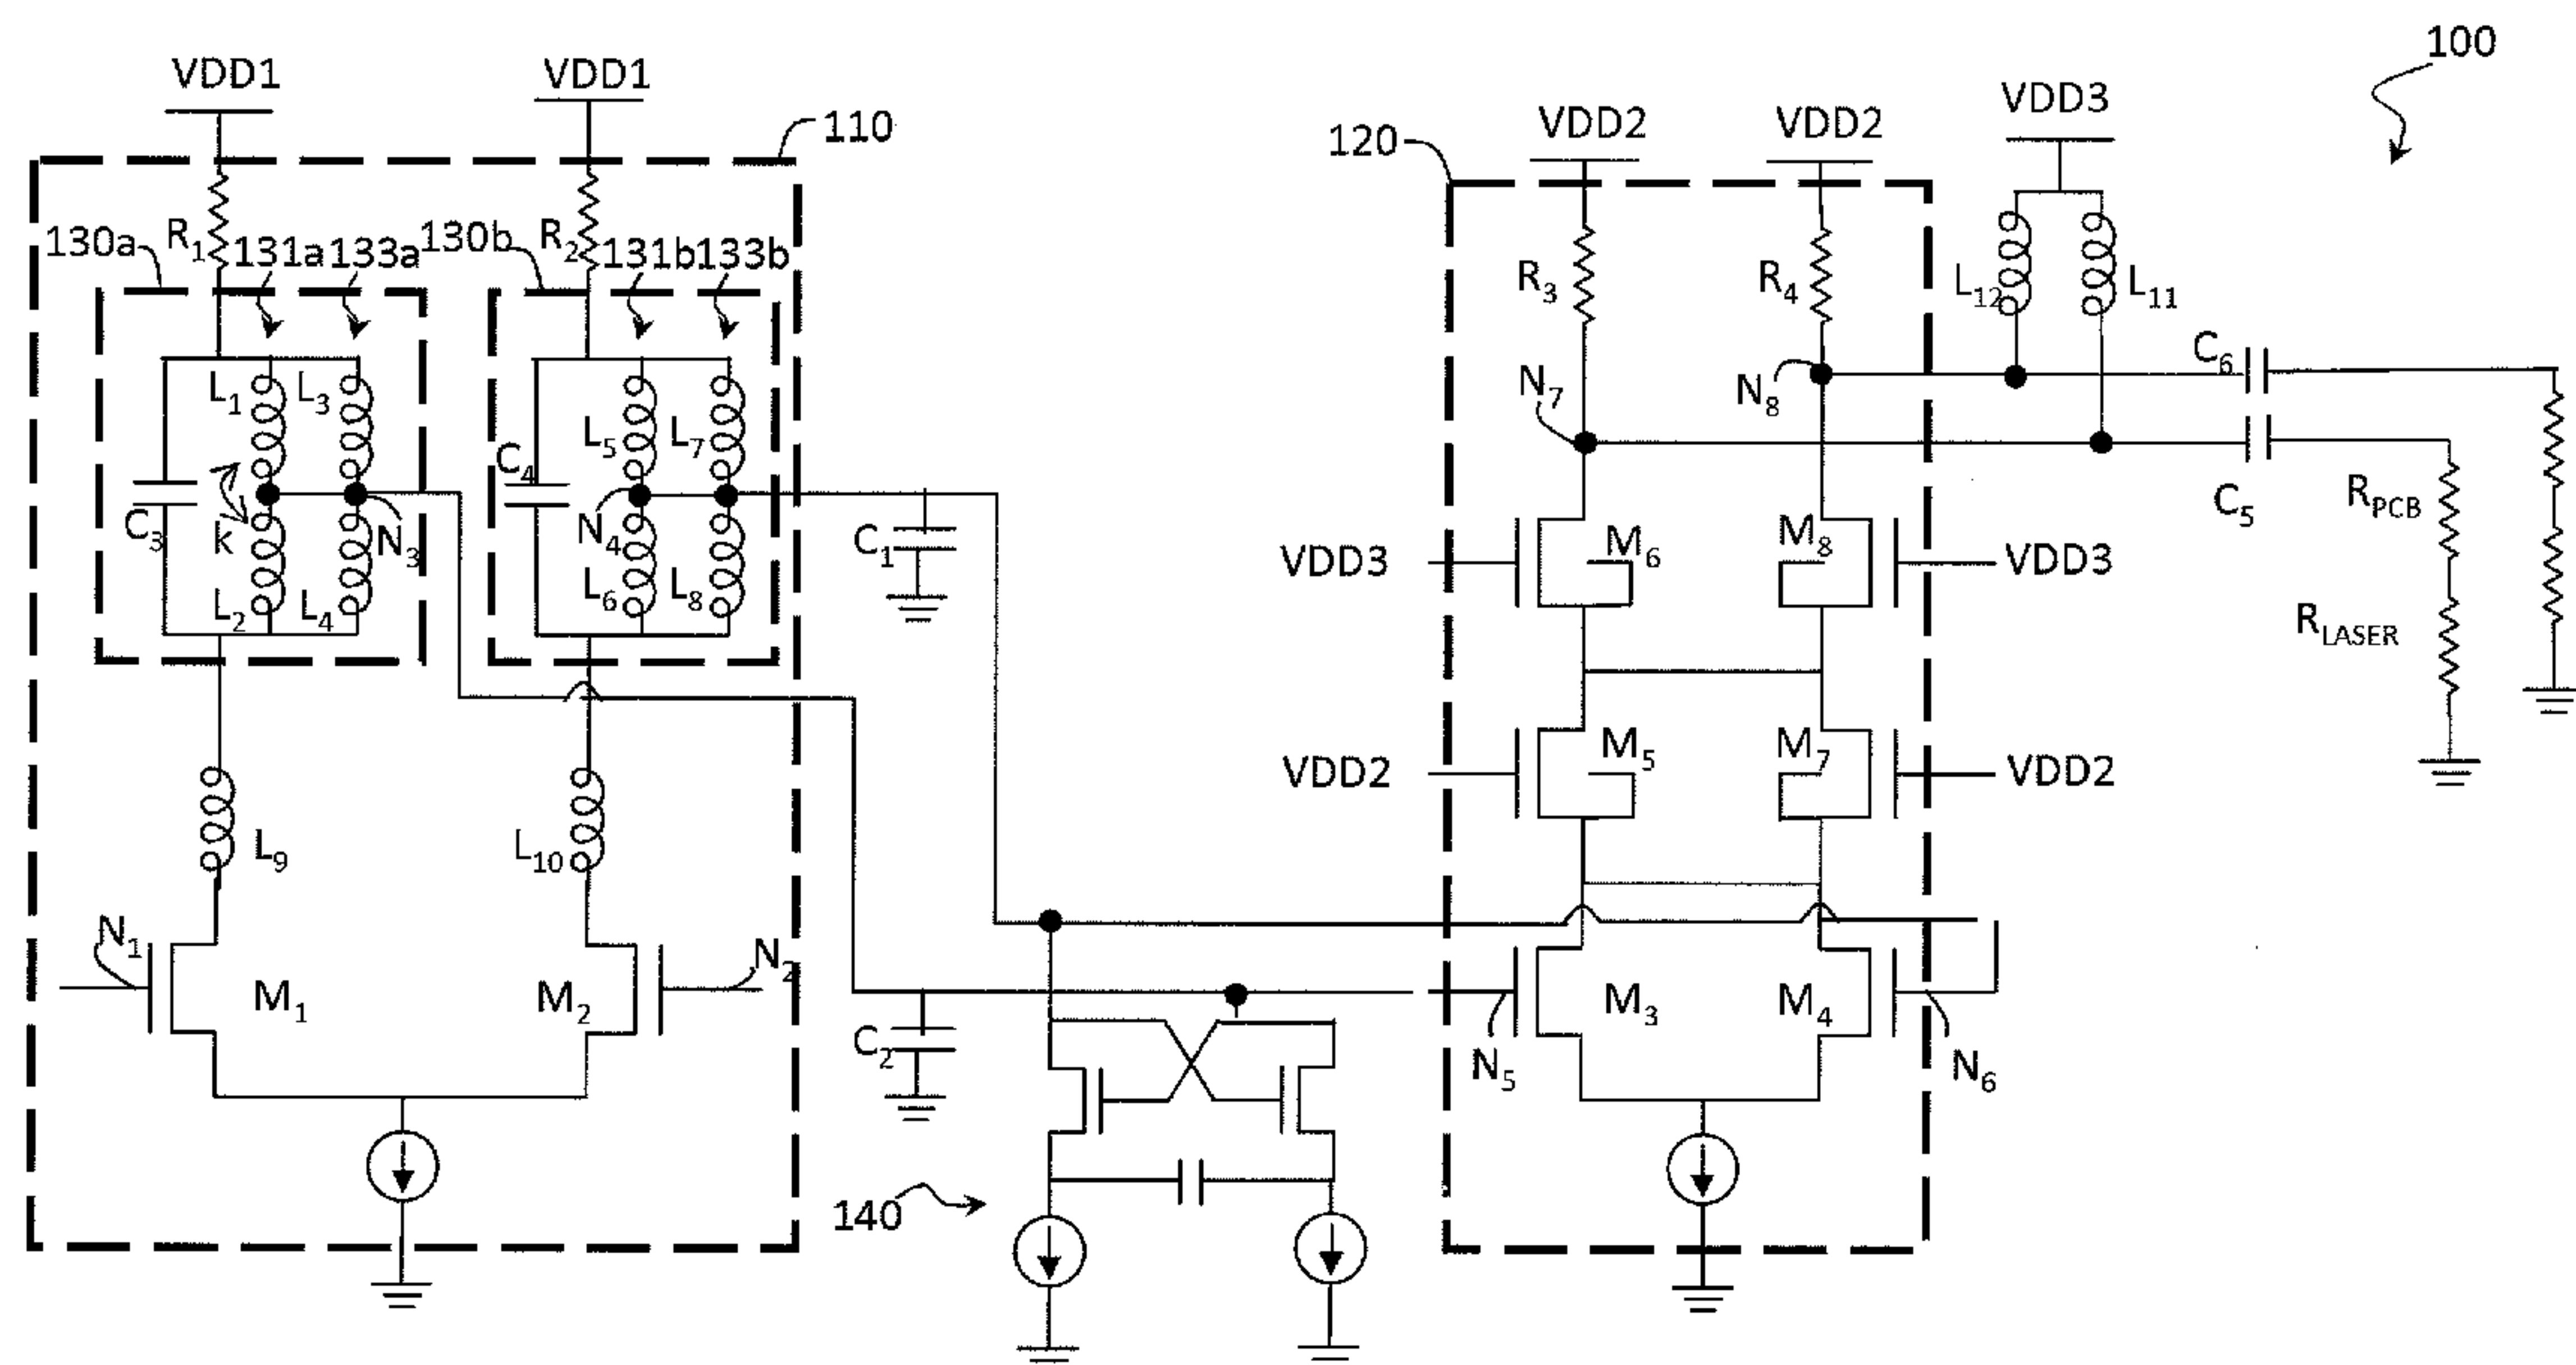 100
VDD1
VDD1
110
120
VDD2
VDD2
VDD3
130a
R1
131a
133a
130b
R2
131b
133b
R3
R4
L12
L11
L1
L3
L5
L7
C3
k
C4
N4
N3
L2
L4
L6
L8
C1
N7
N8
C6
C5
RPCB
RLASER
VDD3
M6
M8
VDD3
VDD2
M5
M7
VDD2
L9
L10
N1
M1
M2
N2
C2
M3
M4
N5
N6
140